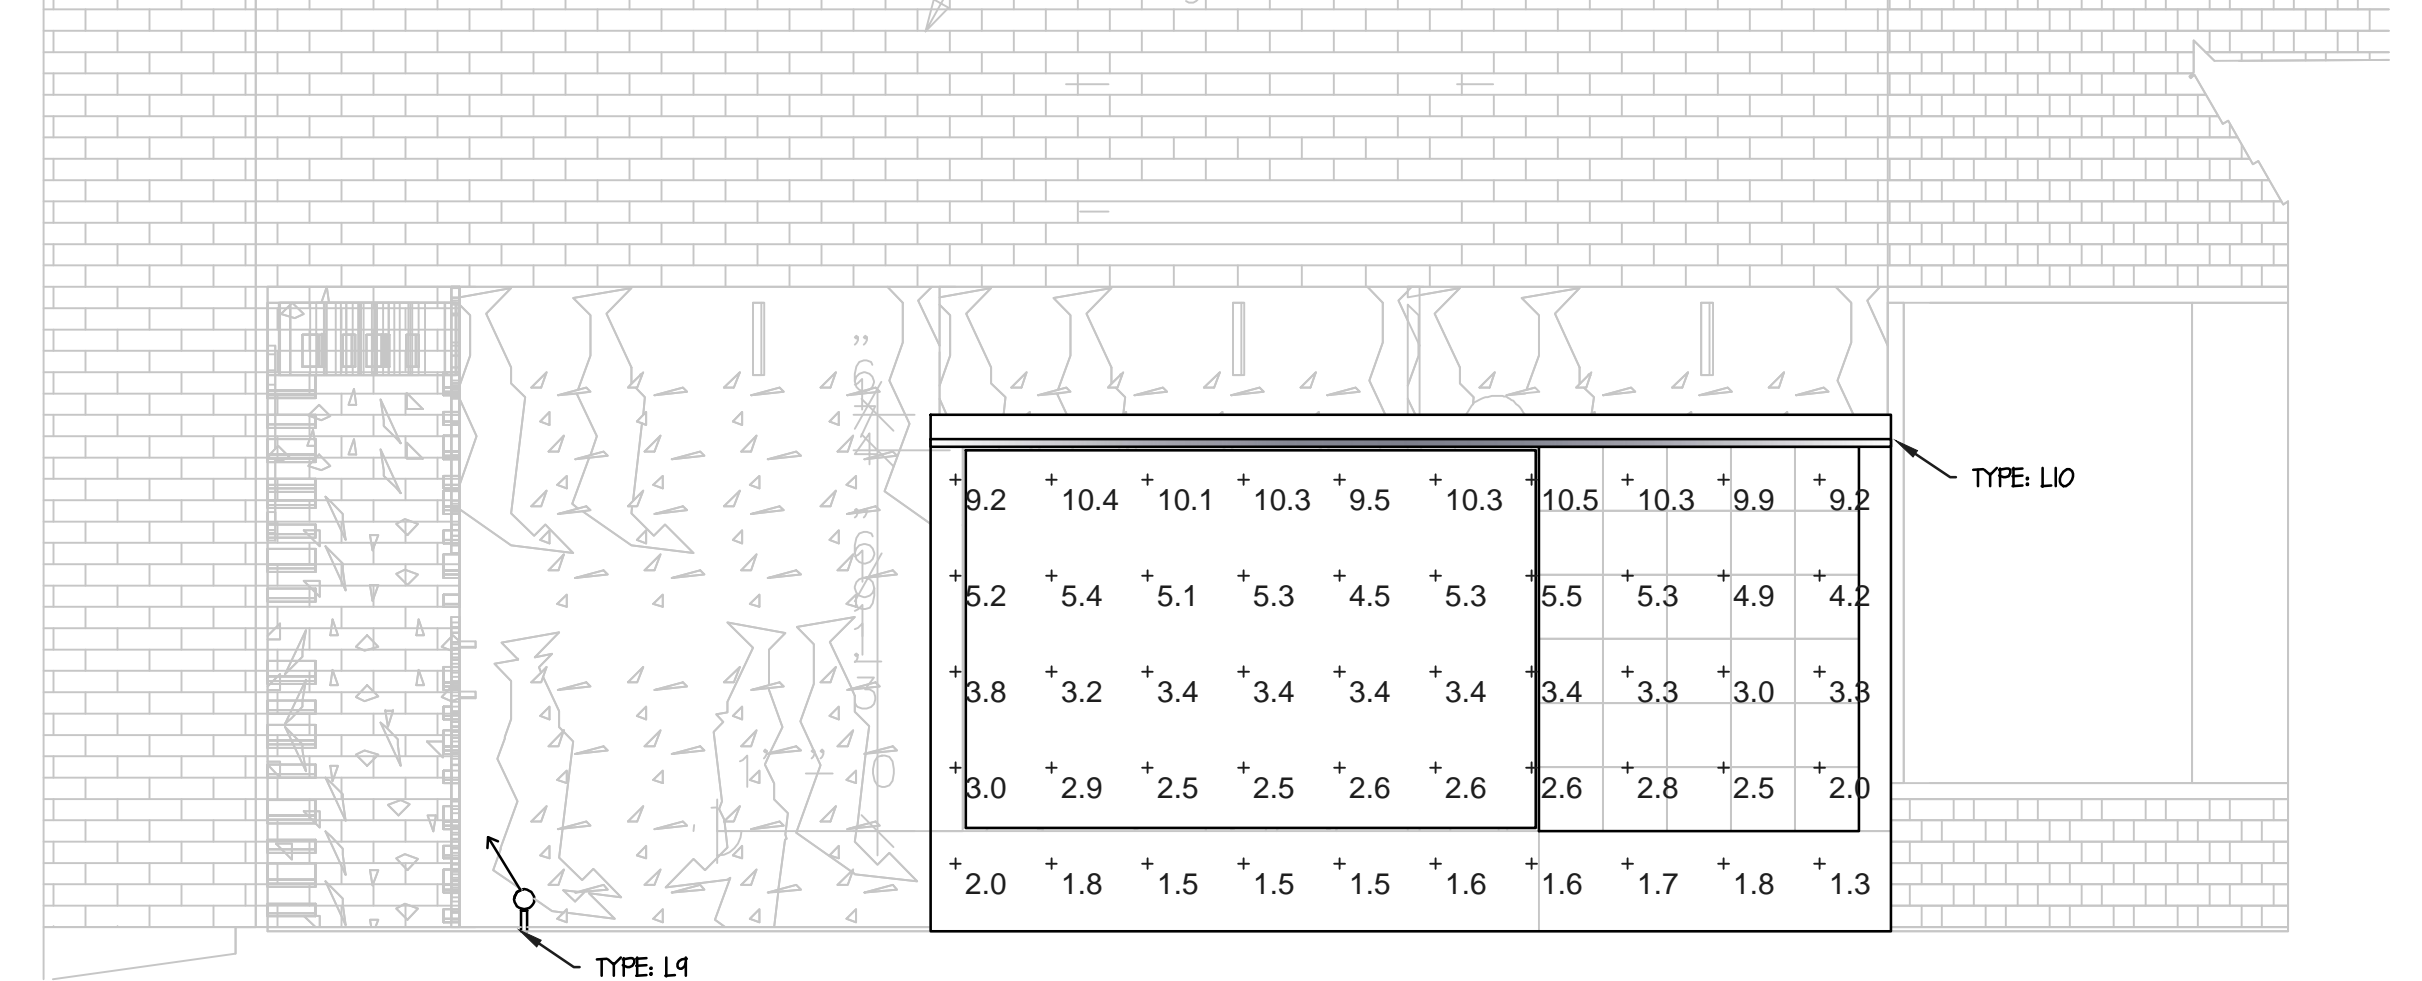 TYPE: L10
9.2 10.4 10.1 10.3 9.5 10.3 10.5 10.3 9.9 9.2
5.2 5.4 5.1 5.3 4.5 5.3 5.5 5.3 4.9 4.2
3.8 3.2 3.4 3.4 3.4 3.4 3.4 3.3 3.0 3.3
3.0 2.9 2.5 2.5 2.6 2.6 2.6 2.8 2.5 2.0
2.0 1.8 1.5 1.5 1.5 1.6 1.6 1.7 1.8 1.3
TYPE: L9